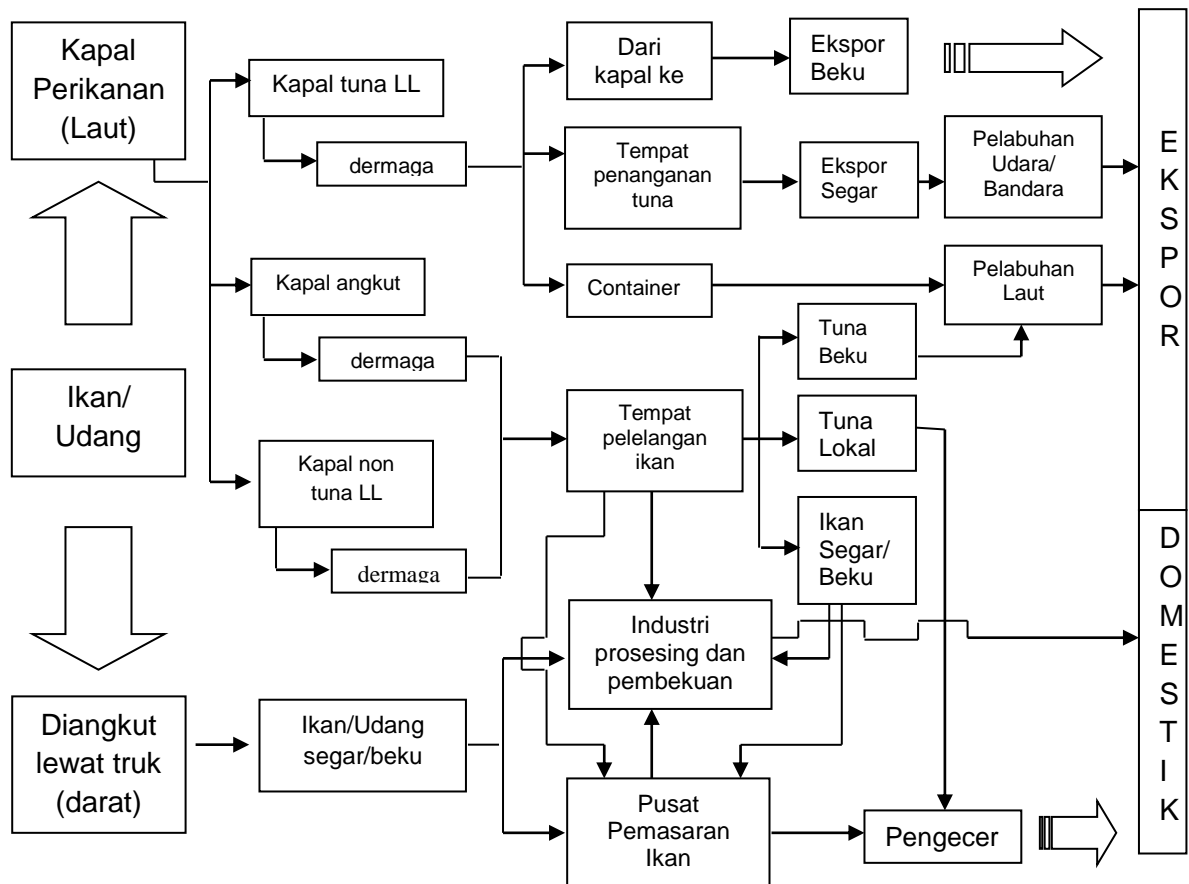 Kapal
Perikanan
(Laut)
Kapal tuna LL
dermaga
Dari
kapal ke
Ekspor
Beku
Tempat
penanganan
tuna
Ekspor
Segar
Pelabuhan
Udara/
Bandara
Kapal angkut
dermaga
Container
Pelabuhan
Laut
Tuna
Beku
Ikan/
Udang
Tempat
pelelangan
ikan
Tuna
Lokal
Kapal non
tuna LL
dermaga
Ikan
Segar/
Beku
Industri
prosesing dan
pembekuan
Diangkut
lewat truk
(darat)
Ikan/Udang
segar/beku
Pusat
Pemasaran
Ikan
Pengecer
E
K
S
P
O
R
D
O
M
E
S
T
I
K